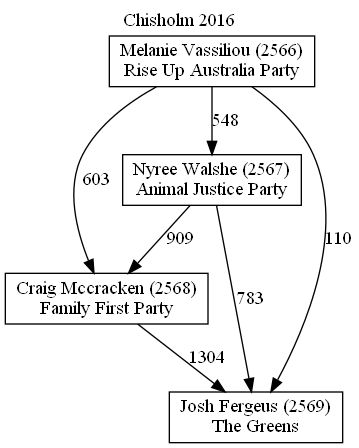 Chisholm 2016
Melanie Vassiliou (2566)
Rise Up Australia Party
548
Nyree Walshe (2567)
Animal Justice Party
603
909
110
Craig Mccracken (2568)
Family First Party
783
1304
Josh Fergeus (2569)
The Greens